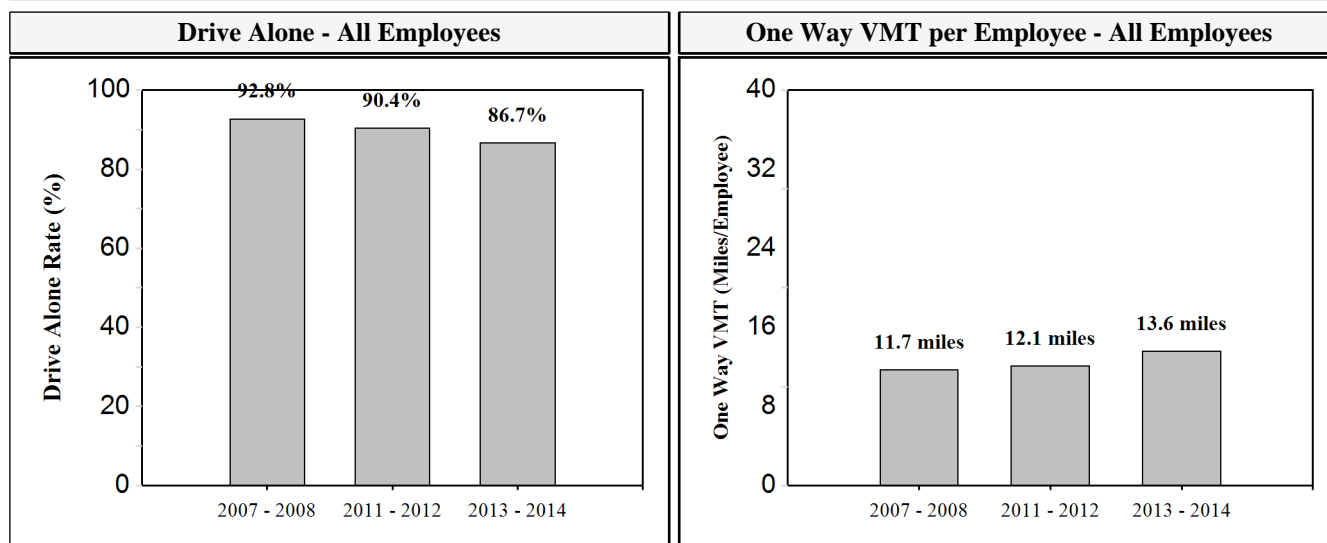 Drive Alone - All Employees
One Way VMT per Employee - All Employees
Drive Alone Rate (%)
100
80
60
40
20
0
92.8%
90.4%
86.7%
2007 - 2008
2011 - 2012
2013 - 2014
One Way VMT (Miles/Employee)
40
32
24
16
8
0
11.7 miles
12.1 miles
13.6 miles
2007 - 2008
2011 - 2012
2013 - 2014